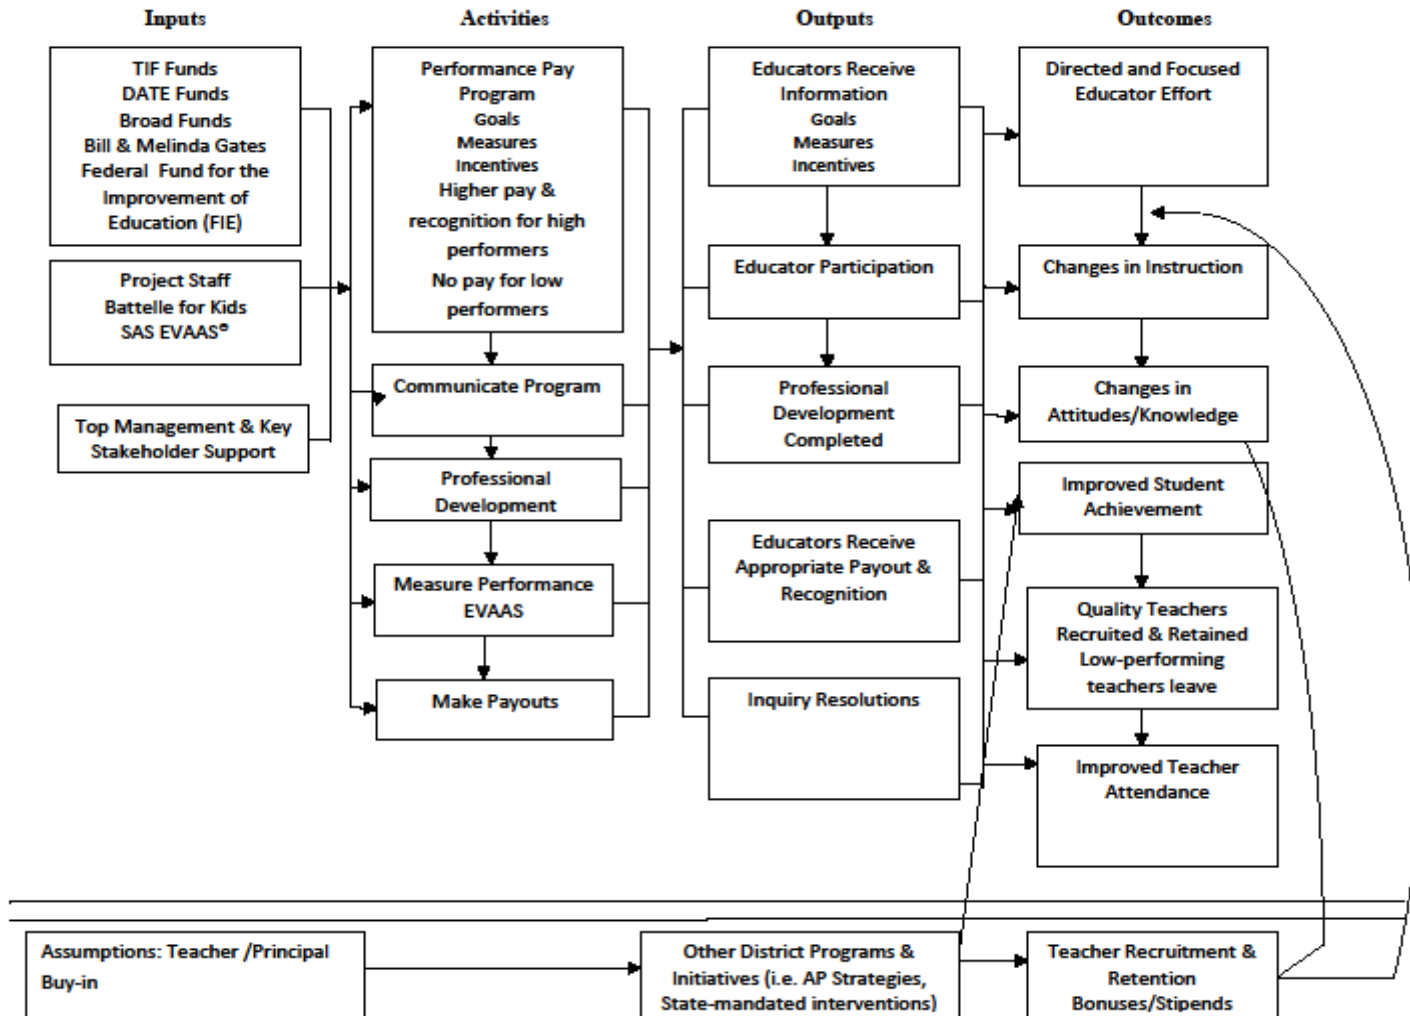 Inputs
Activities
Outputs
Outcomes
TIF Funds
DATE Funds
Broad Funds
Bill & Melinda Gates
Federal Fund for the
Improvement of
Education (FIE)
Project Staff
Battelle for Kids
SAS EVAAS®
Top Management & Key
Stakeholder Support
Performance Pay
Program
Goals
Measures
Incentives
Higher pay &
recognition for high
performers
No pay for low
performers
Communicate Program
Professional
Development
Measure Performance
EVAAS
Make Payouts
Educators Receive
Information
Goals
Measures
Incentives
Educator Participation
Professional
Development
Completed
Educators Receive
Appropriate Payout &
Recognition
Inquiry Resolutions
Directed and Focused
Educator Effort
Changes in Instruction
Changes in
Attitudes/Knowledge
Improved Student
Achievement
Quality Teachers
Recruited & Retained
Low-performing
teachers leave
Improved Teacher
Attendance
Assumptions: Teacher /Principal
Buy-in
Other District Programs &
Initiatives (i.e. AP Strategies,
State-mandated interventions)
Teacher Recruitment &
Retention
Bonuses/Stipends